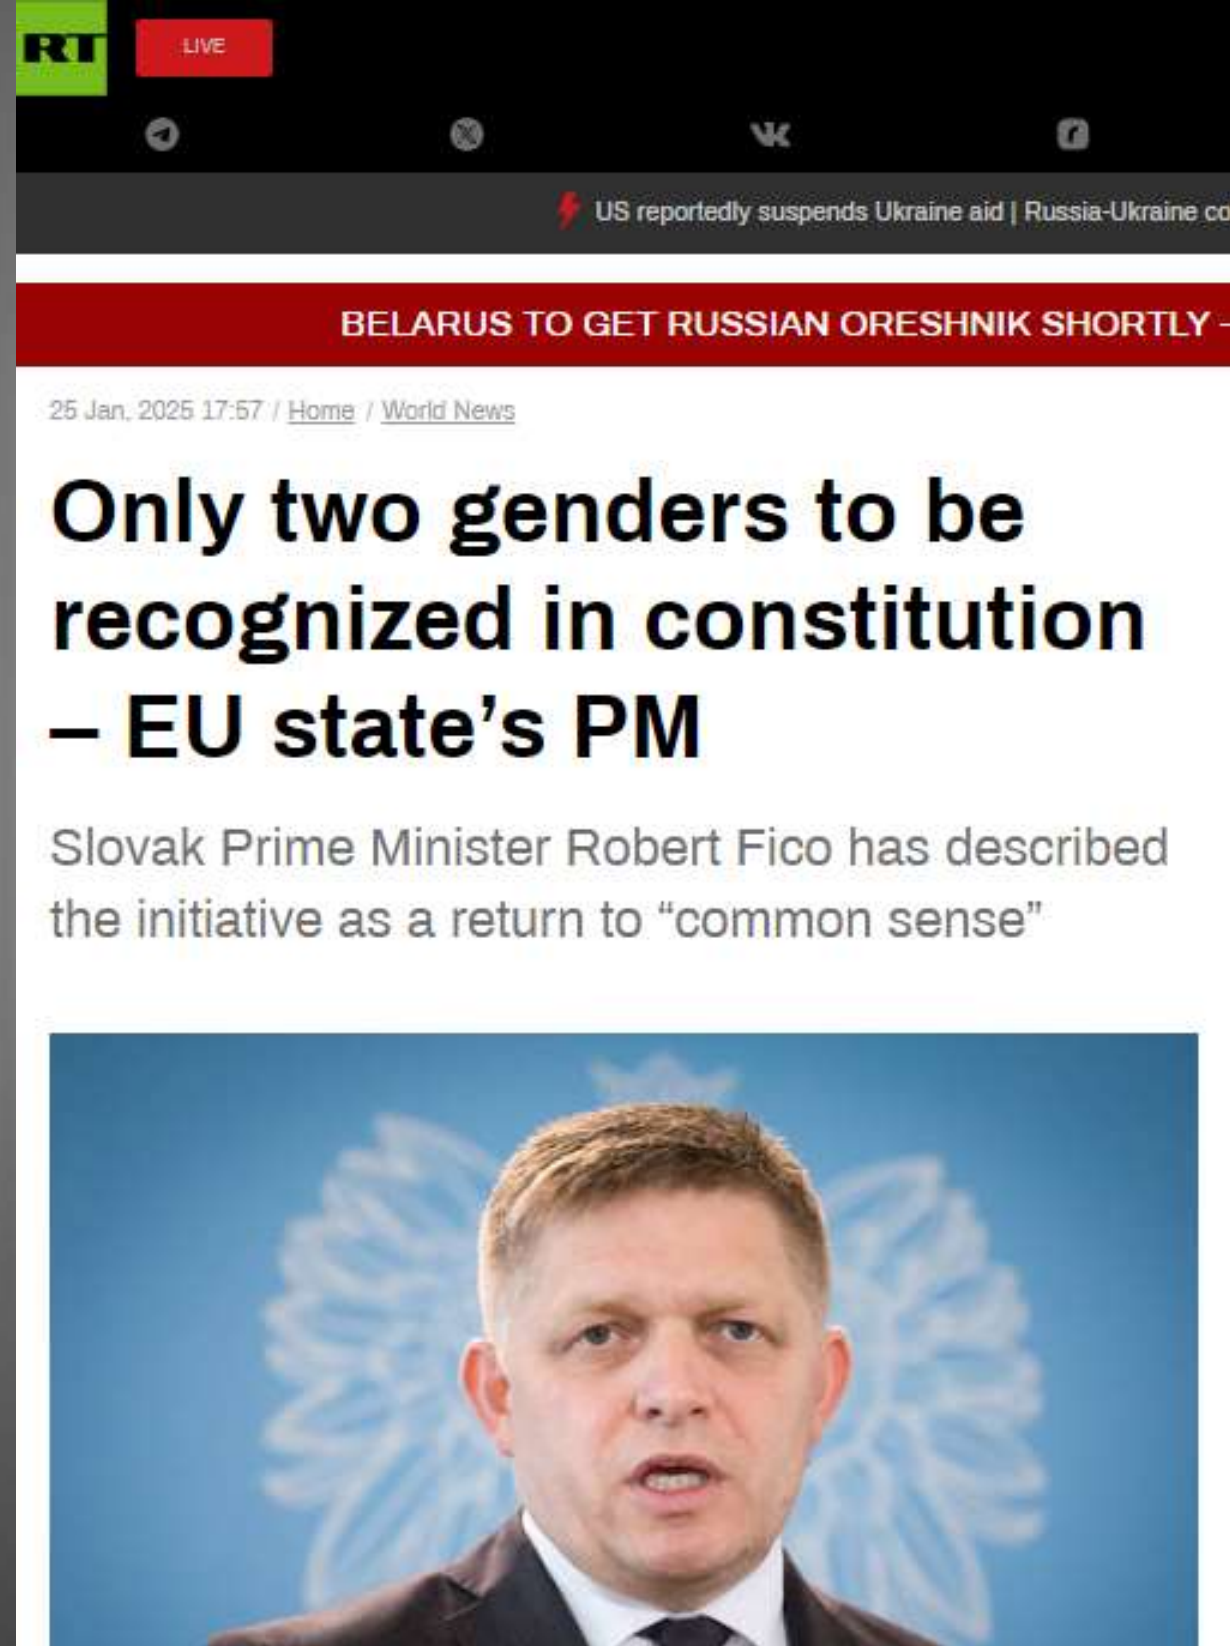 RT
LIVE
US reportedly suspends Ukraine aid | Russia-Ukraine co
BELARUS TO GET RUSSIAN ORESHNIK SHORTLY -
25 Jan, 2025 17:57 / Home / World News
Only two genders to be
recognized in constitution
– EU state’s PM
Slovak Prime Minister Robert Fico has described
the initiative as a return to “common sense”